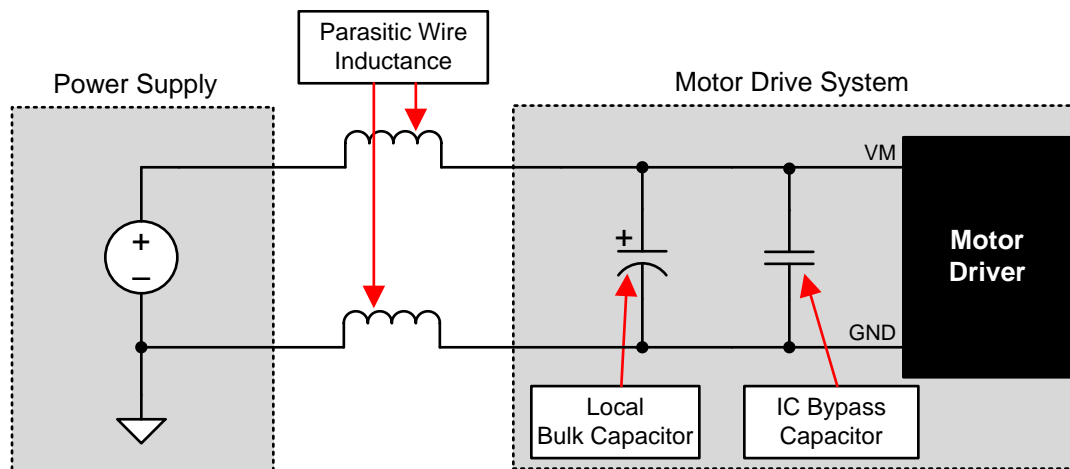 Parasitic Wire
Inductance
Power Supply
Motor Drive System
VM
+
–
+
Motor
Driver
GND
Local
Bulk Capacitor
IC Bypass
Capacitor